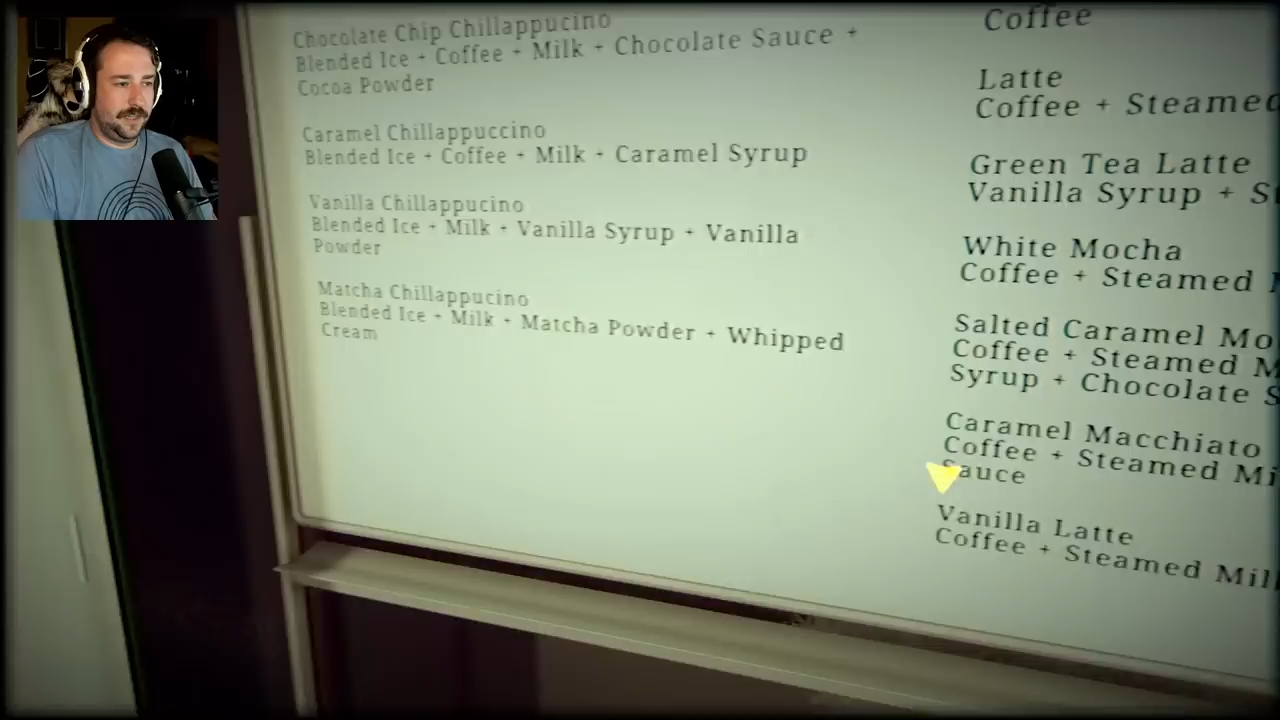 Chocolate Chip Chillappucino
Blended Ice + Coffee + Milk + Chocolate Sauce +
Cocoa Powder
Caramel Chillappuccino
Blended Ice + Coffee + Milk + Caramel Syrup
Vanilla Chillappucino
Blended Ice + Milk + Vanilla Syrup + Vanilla
Powder
Matcha Chillappucino
Blended Ice + Milk + Matcha Powder + Whipped
Cream
Coffee
Latte
Coffee + Steamed
Green Tea Latte
Vanilla Syrup +
White Mocha
Coffee + Steamed
Salted Caramel
Coffee + Steamed
Syrup + Chocolate
Caramel Macchiato
Coffee + Steamed
Sauce
Vanilla Latte
Coffee + Steamed